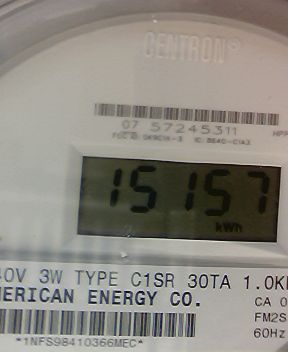 CENTRON®
07 57245311
15157
kWh
40V 3W TYPE C1SR 30TA 1.0K
MERICAN ENERGY CO.
CA 0
FM2S
60Hz
*1NFS98410366MEC*